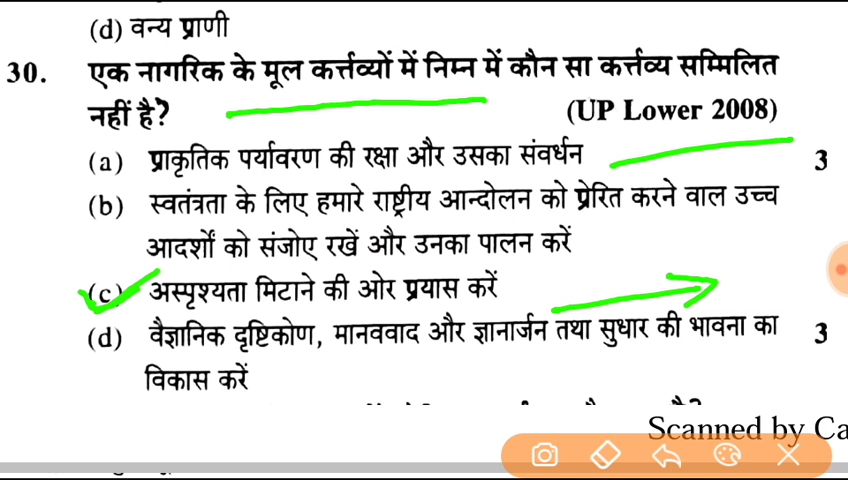 (d) वन्य प्राणी
30. एक नागरिक के मूल कर्त्तव्यों में निम्न में कौन सा कर्त्तव्य सम्मिलित
नहीं है? (UP Lower 2008)
(a) प्राकृतिक पर्यावरण की रक्षा और उसका संवर्धन 3
(b) स्वतंत्रता के लिए हमारे राष्ट्रीय आन्दोलन को प्रेरित करने वाल उच्च
आदर्शों को संजोए रखें और उनका पालन करें
(c) अस्पृश्यता मिटाने की ओर प्रयास करें
(d) वैज्ञानिक दृष्टिकोण, मानववाद और ज्ञानार्जन तथा सुधार की भावना का 3
विकास करें
Scanned by Ca